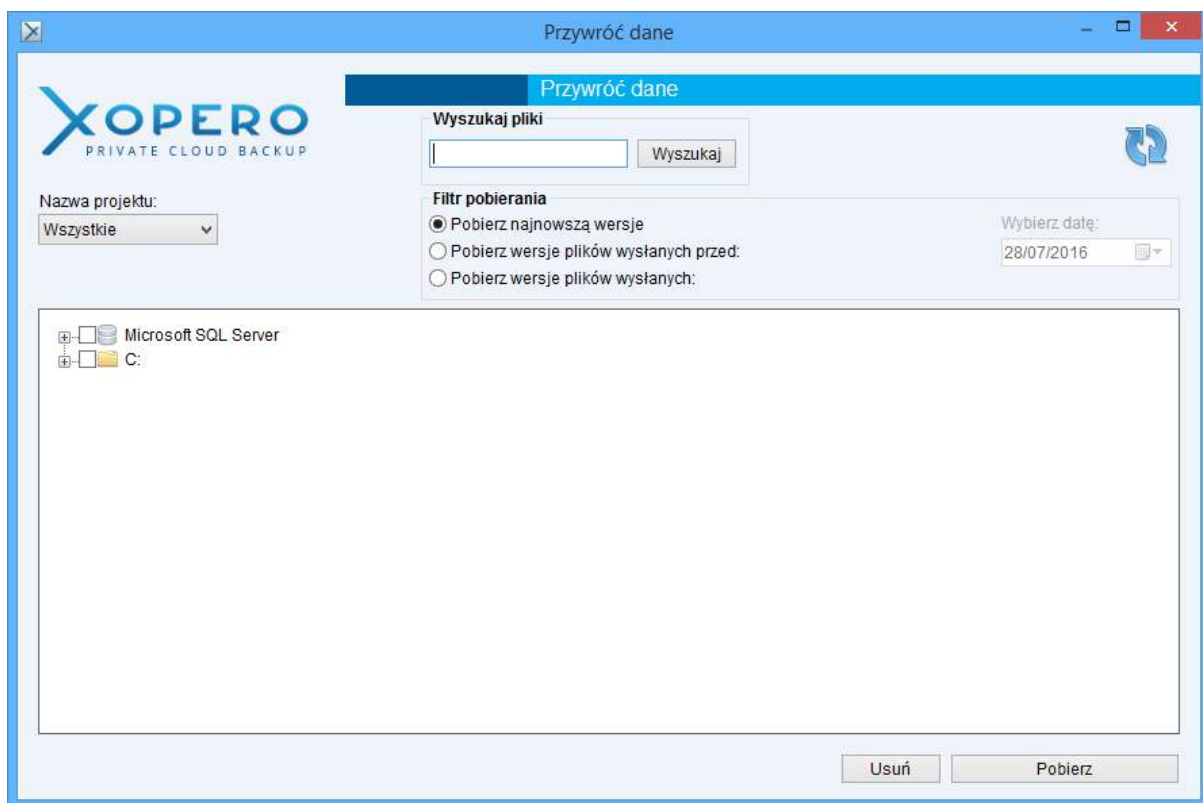 Przywróć dane
Przywróć dane
XOPERO
PRIVATE CLOUD BACKUP
Wyszukaj pliki
Wyszukaj
Nazwa projektu:
Wszystkie
Filtr pobierania
Pobierz najnowszą wersje
Pobierz wersje plików wysłanych przed:
Pobierz wersje plików wysłanych:
Wybierz datę:
28/07/2016
Microsoft SQL Server
C:
Usuń
Pobierz